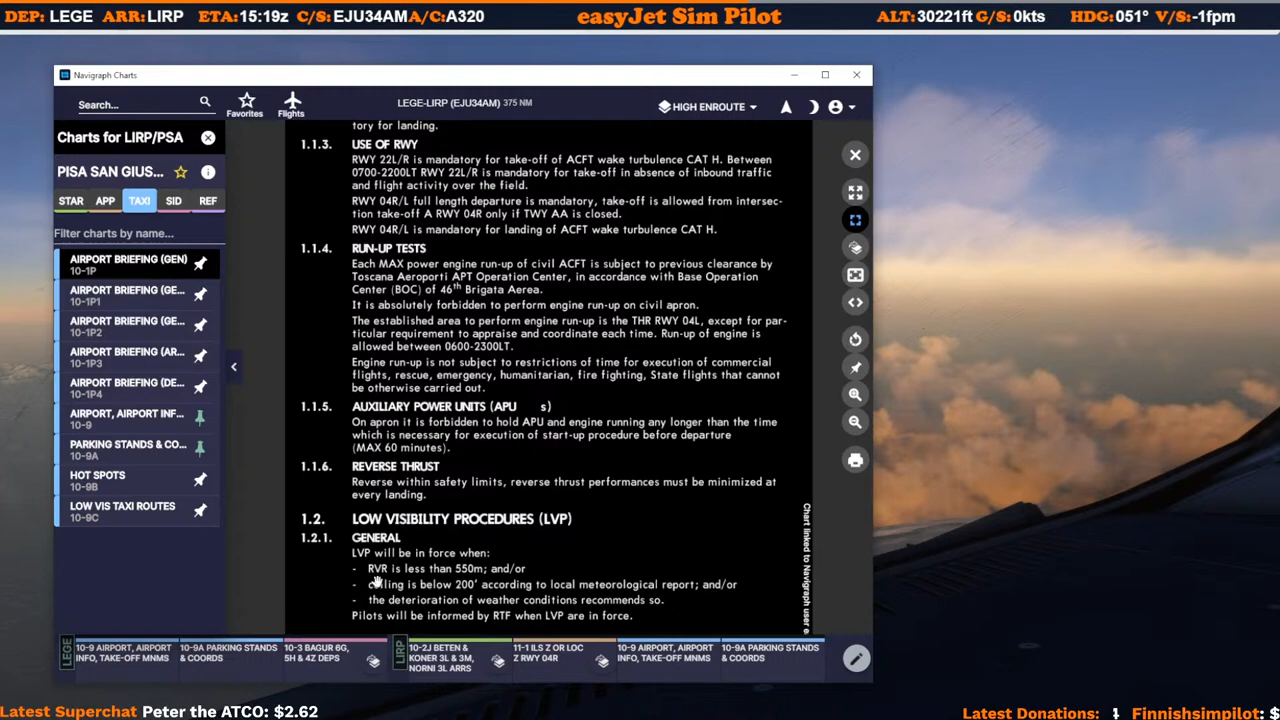 DEP: LEGE ARR: LIRP ETA: 15:19z C/S: EJU34AM A/C: A320 easyJet Sim Pilot ALT: 30221ft G/S: 0kts HDG: 051° V/S: -1fpm
Navigraph Charts
Search...
Favorites
Flights
LEGE-LIRP (EJU34AM) 375 NM
HIGH ENROUTE
Charts for LIRP/PSA
PISA SAN GIUS...
STAR APP TAXI SID REF
Filter charts by name...
AIRPORT BRIEFING (GEN)
10-1P
AIRPORT BRIEFING (GE...
10-1P1
AIRPORT BRIEFING (GE...
10-1P2
AIRPORT BRIEFING (AR...
10-1P3
AIRPORT BRIEFING (DE...
10-1P4
AIRPORT, AIRPORT INF...
10-9
PARKING STANDS & CO...
10-9A
HOT SPOTS
10-9B
LOW VIS TAXI ROUTES
10-9C
tory for landing.
1.1.3. USE OF RWY
RWY 22L/R is mandatory for take-off of ACFT wake turbulence CAT H. Between
0700-2200LT RWY 22L/R is mandatory for take-off in absence of inbound traffic
and flight activity over the field.
RWY 04R/L full length departure is mandatory, take-off is allowed from intersec-
tion take-off A RWY 04R only if TWY AA is closed.
RWY 04R/L is mandatory for landing of ACFT wake turbulence CAT H.
1.1.4. RUN-UP TESTS
Each MAX power engine run-up of civil ACFT is subject to previous clearance by
Toscana Aeroporti APT Operation Center, in accordance with Base Operation
Center (BOC) of 46th Brigata Aerea.
It is absolutely forbidden to perform engine run-up on civil apron.
The established area to perform engine run-up is the THR RWY 04L, except for par-
ticular requirement to appraise and coordinate each time. Run-up of engine is
allowed between 0600-2300LT.
Engine run-up is not subject to restrictions of time for execution of commercial
flights, rescue, emergency, humanitarian, fire fighting, State flights that cannot
be otherwise carried out.
1.1.5. AUXILIARY POWER UNITS (APU s)
On apron it is forbidden to hold APU and engine running any longer than the time
which is necessary for execution of start-up procedure before departure
(MAX 60 minutes).
1.1.6. REVERSE THRUST
Reverse within safety limits, reverse thrust performances must be minimized at
every landing.
1.2. LOW VISIBILITY PROCEDURES (LVP)
1.2.1. GENERAL
LVP will be in force when:
- RVR is less than 550m; and/or
- ceiling is below 200' according to local meteorological report; and/or
- the deterioration of weather conditions recommends so.
Pilots will be informed by RTF when LVP are in force.
Chart linked to Navigraph user
LEGE
10-9 AIRPORT, AIRPORT
INFO, TAKE-OFF MNMS
10-9A PARKING STANDS
& COORDS
10-3 BAGUR 6G,
5H & 4Z DEPS
LIRP
10-2J BETEN &
KONER 3L & 3M,
NORNI 3L ARRS
11-1 ILS Z OR LOC
Z RWY 04R
10-9 AIRPORT, AIRPORT
INFO, TAKE-OFF MNMS
10-9A PARKING STANDS
& COORDS
Latest Superchat Peter the ATCO: $2.62
Latest Donations: Finnishsimpilot: $